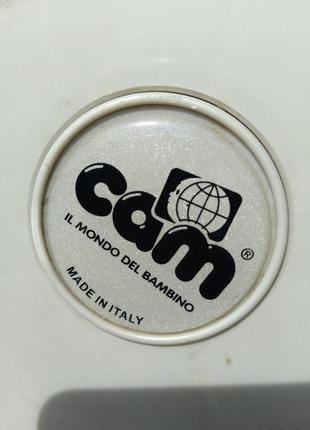 cam®
IL MONDO DEL BAMBINO
MADE IN ITALY